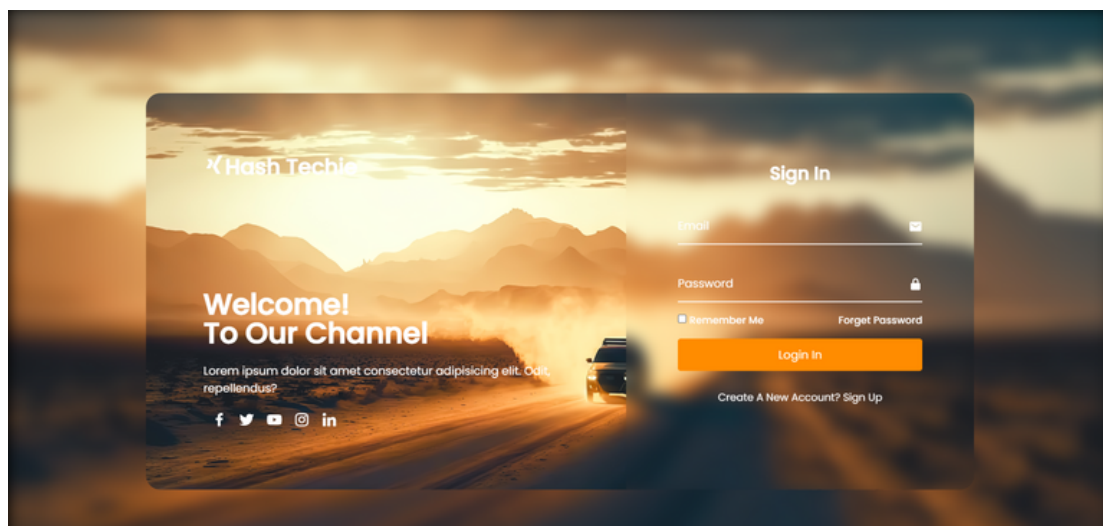 Hash Techie
Welcome!
To Our Channel
Lorem ipsum dolor sit amet consectetur adipisicing elit. Odit,
repellendus?
Sign In
Email
Password
Remember Me Forget Password
Login In
Create A New Account? Sign Up